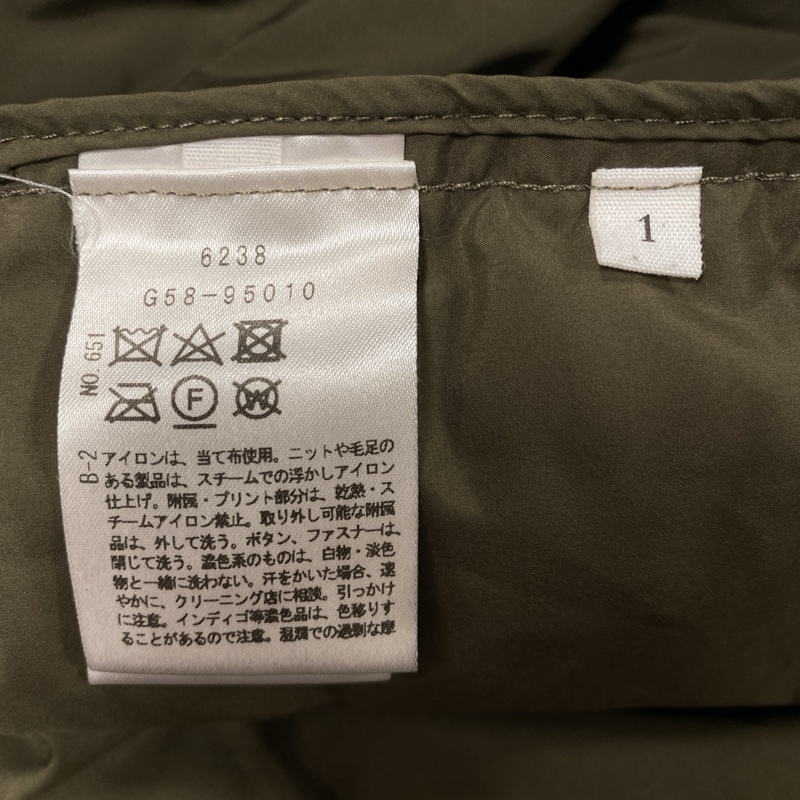 6238
G58-95010
NO.651
F
W
B-2
アイロンは、当て布使用。ニットや毛足の
ある製品は、スチームでの浮かしアイロン
仕上げ。附属・プリント部分は、乾熱・ス
チームアイロン禁止。取り外し可能な附属
品は、外して洗う。ボタン、ファスナーは、
閉じて洗う。濃色系のものは、白物・淡色
物と一緒に洗わない。汗をかいた場合、速
やかに、クリーニング店に相談。引っかけ
に注意。インディゴ等濃色品は、色移りす
ることがあるので注意。湿潤での過剰な摩
1